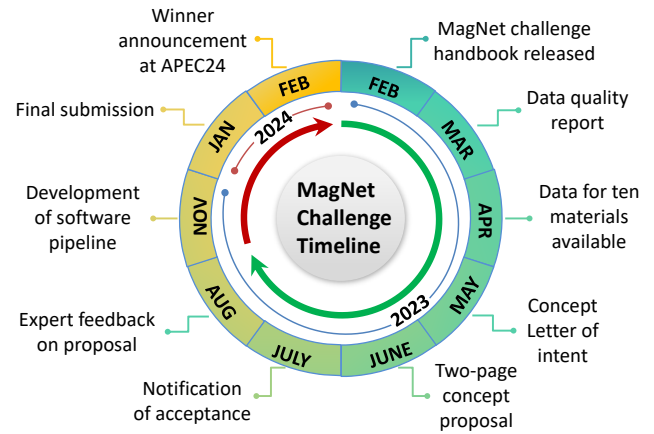 MagNet
Challenge
Timeline
2023
FEB
MagNet challenge
handbook released
MAR
Data quality
report
APR
Data for ten
materials
available
MAY
Concept
Letter of
intent
JUNE
Two-page
concept
proposal
JULY
Notification
of acceptance
AUG
Expert feedback
on proposal
NOV
Development
of software
pipeline
2024
JAN
Final submission
FEB
Winner
announcement
at APEC24